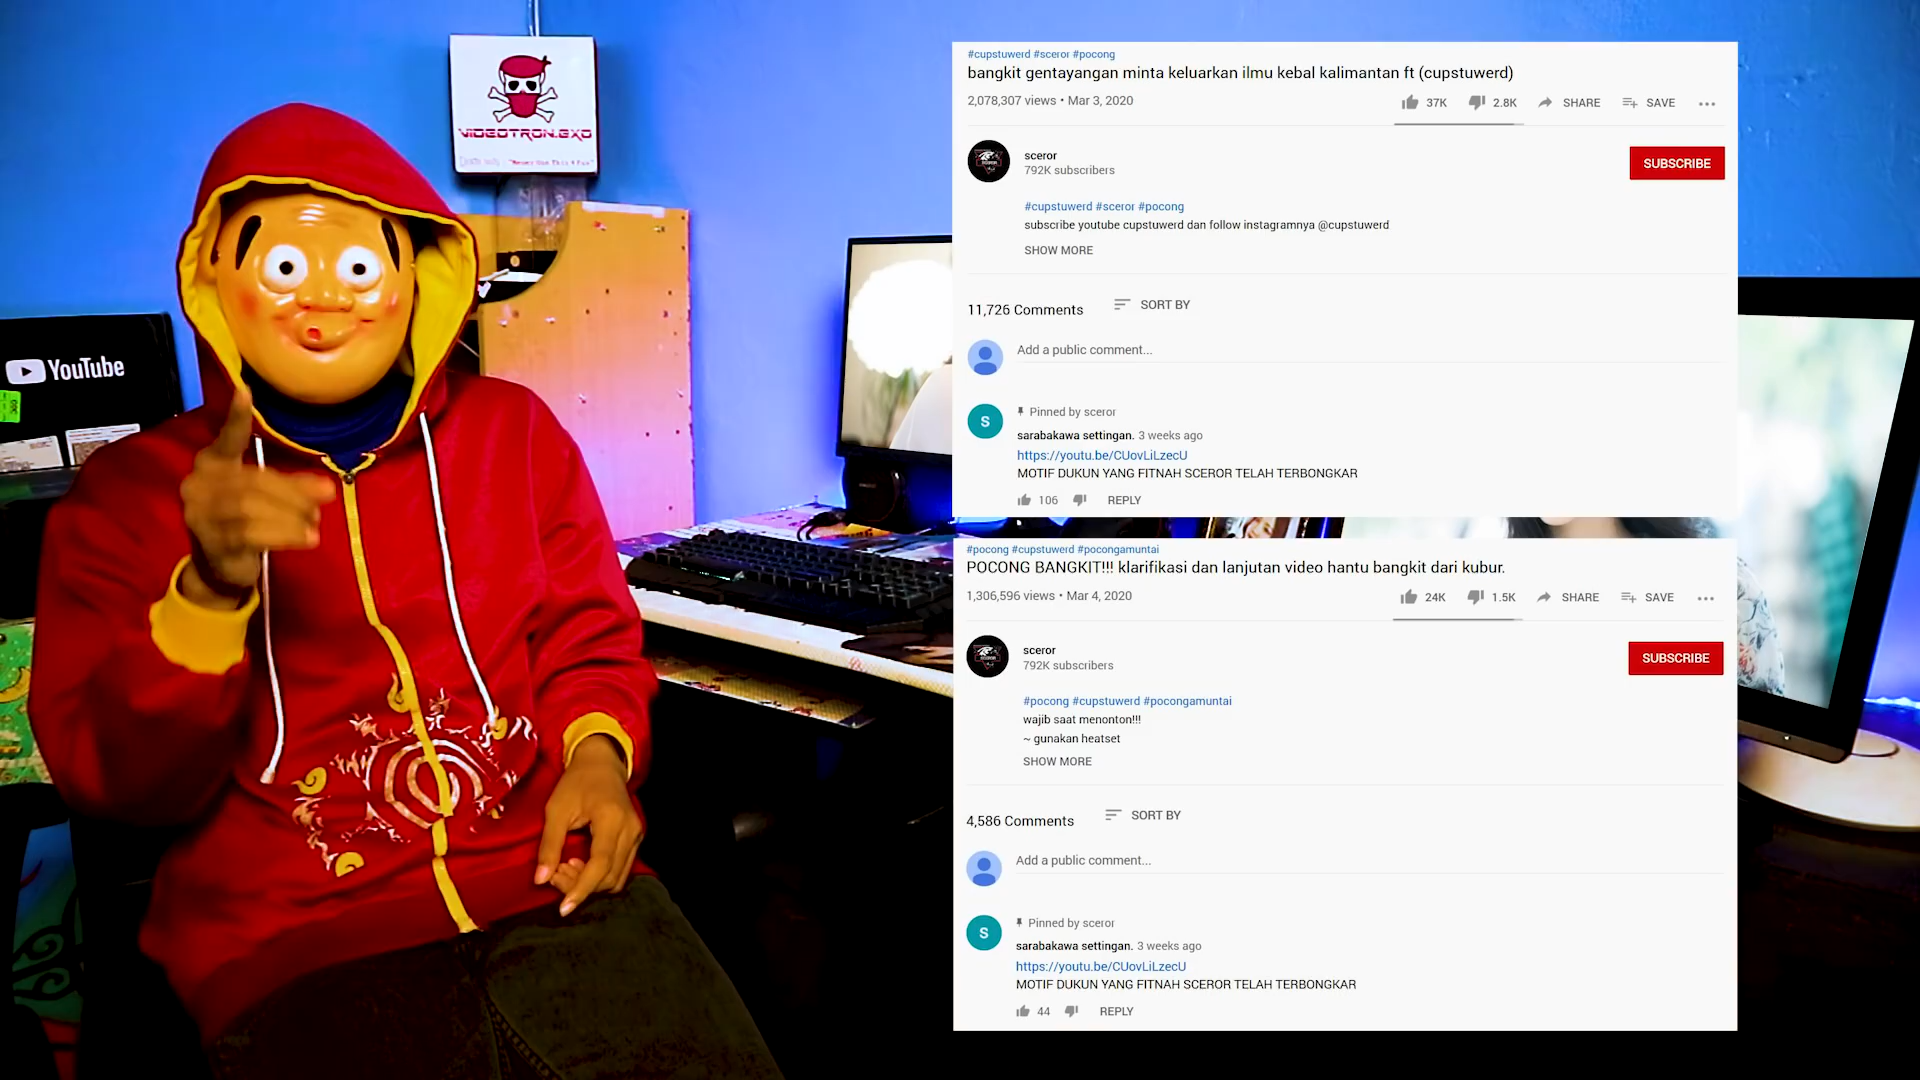 VIDEOTRON.EXO
YouTube
#cupstuwerd #sceror #pocong
bangkit gentayangan minta keluarkan ilmu kebal kalimantan ft (cupstuwerd)
2,078,307 views • Mar 3, 2020
37K
2.8K
SHARE
SAVE
sceror
792K subscribers
SUBSCRIBE
#cupstuwerd #sceror #pocong
subscribe youtube cupstuwerd dan follow instagramnya @cupstuwerd
SHOW MORE
11,726 Comments
SORT BY
Add a public comment...
S
Pinned by sceror
sarabakawa settingan. 3 weeks ago
https://youtu.be/CUovLiLzecU
MOTIF DUKUN YANG FITNAH SCEROR TELAH TERBONGKAR
106
REPLY
#pocong #cupstuwerd #pocongamuntai
POCONG BANGKIT!!! klarifikasi dan lanjutan video hantu bangkit dari kubur.
1,306,596 views • Mar 4, 2020
24K
1.5K
SHARE
SAVE
sceror
792K subscribers
SUBSCRIBE
#pocong #cupstuwerd #pocongamuntai
wajib saat menonton!!!
~ gunakan heatset
SHOW MORE
4,586 Comments
SORT BY
Add a public comment...
S
Pinned by sceror
sarabakawa settingan. 3 weeks ago
https://youtu.be/CUovLiLzecU
MOTIF DUKUN YANG FITNAH SCEROR TELAH TERBONGKAR
44
REPLY